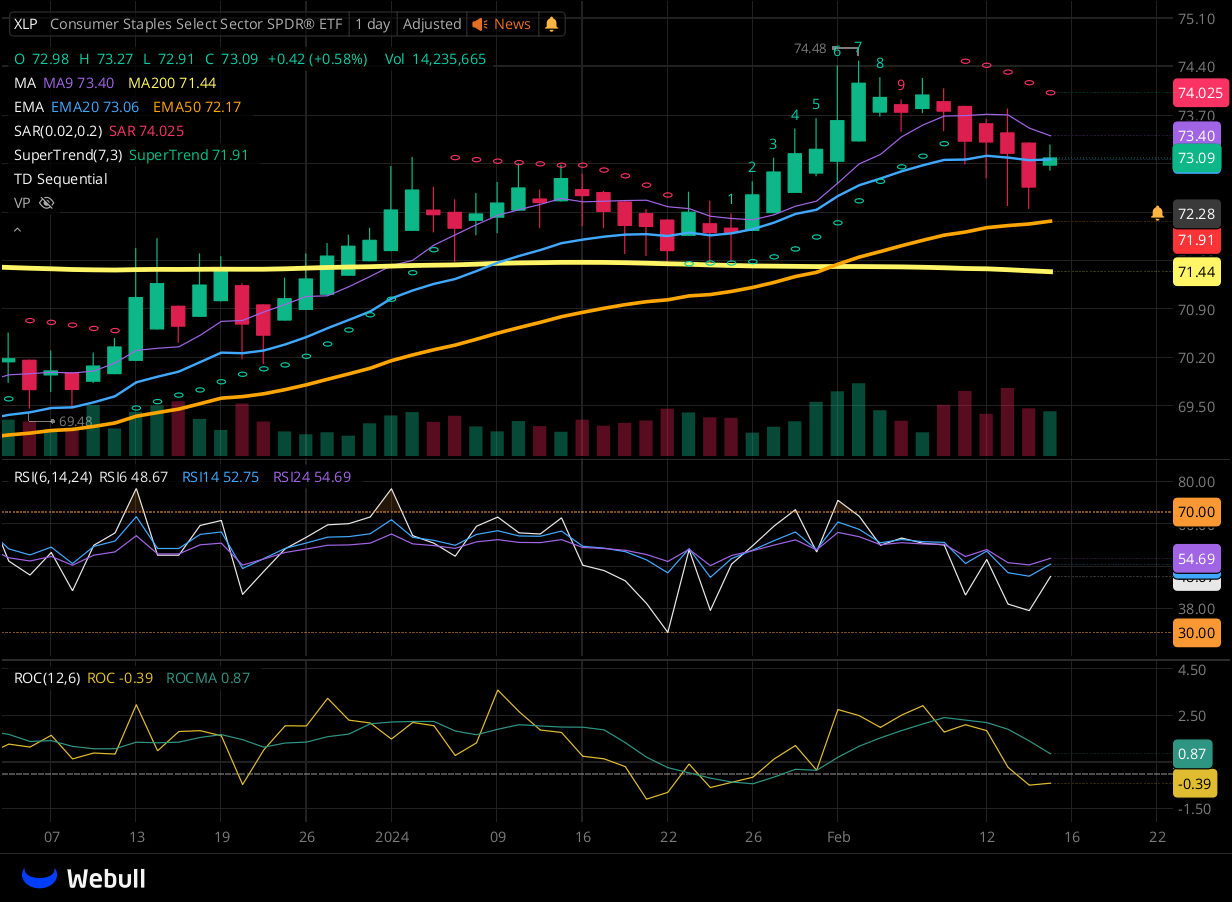 XLP Consumer Staples Select Sector SPDR® ETF 1 day Adjusted News
O 72.98 H 73.27 L 72.91 C 73.09 +0.42 (+0.58%) Vol 14,235,665
MA MA9 73.40 MA200 71.44
EMA EMA20 73.06 EMA50 72.17
SAR(0.02,0.2) SAR 74.025
SuperTrend(7,3) SuperTrend 71.91
TD Sequential
VP
74.48
6 7
8
9
5
4
3
2
1
69.48
75.10
74.40
74.025
73.70
73.40
73.09
72.28
71.91
71.44
70.90
70.20
69.50
RSI(6,14,24) RSI6 48.67 RSI14 52.75 RSI24 54.69
80.00
70.00
54.69
38.00
30.00
ROC(12,6) ROC -0.39 ROCMA 0.87
4.50
2.50
0.87
-0.39
-1.50
07 13 19 26 2024 09 16 22 26 Feb 12 16 22
Webull